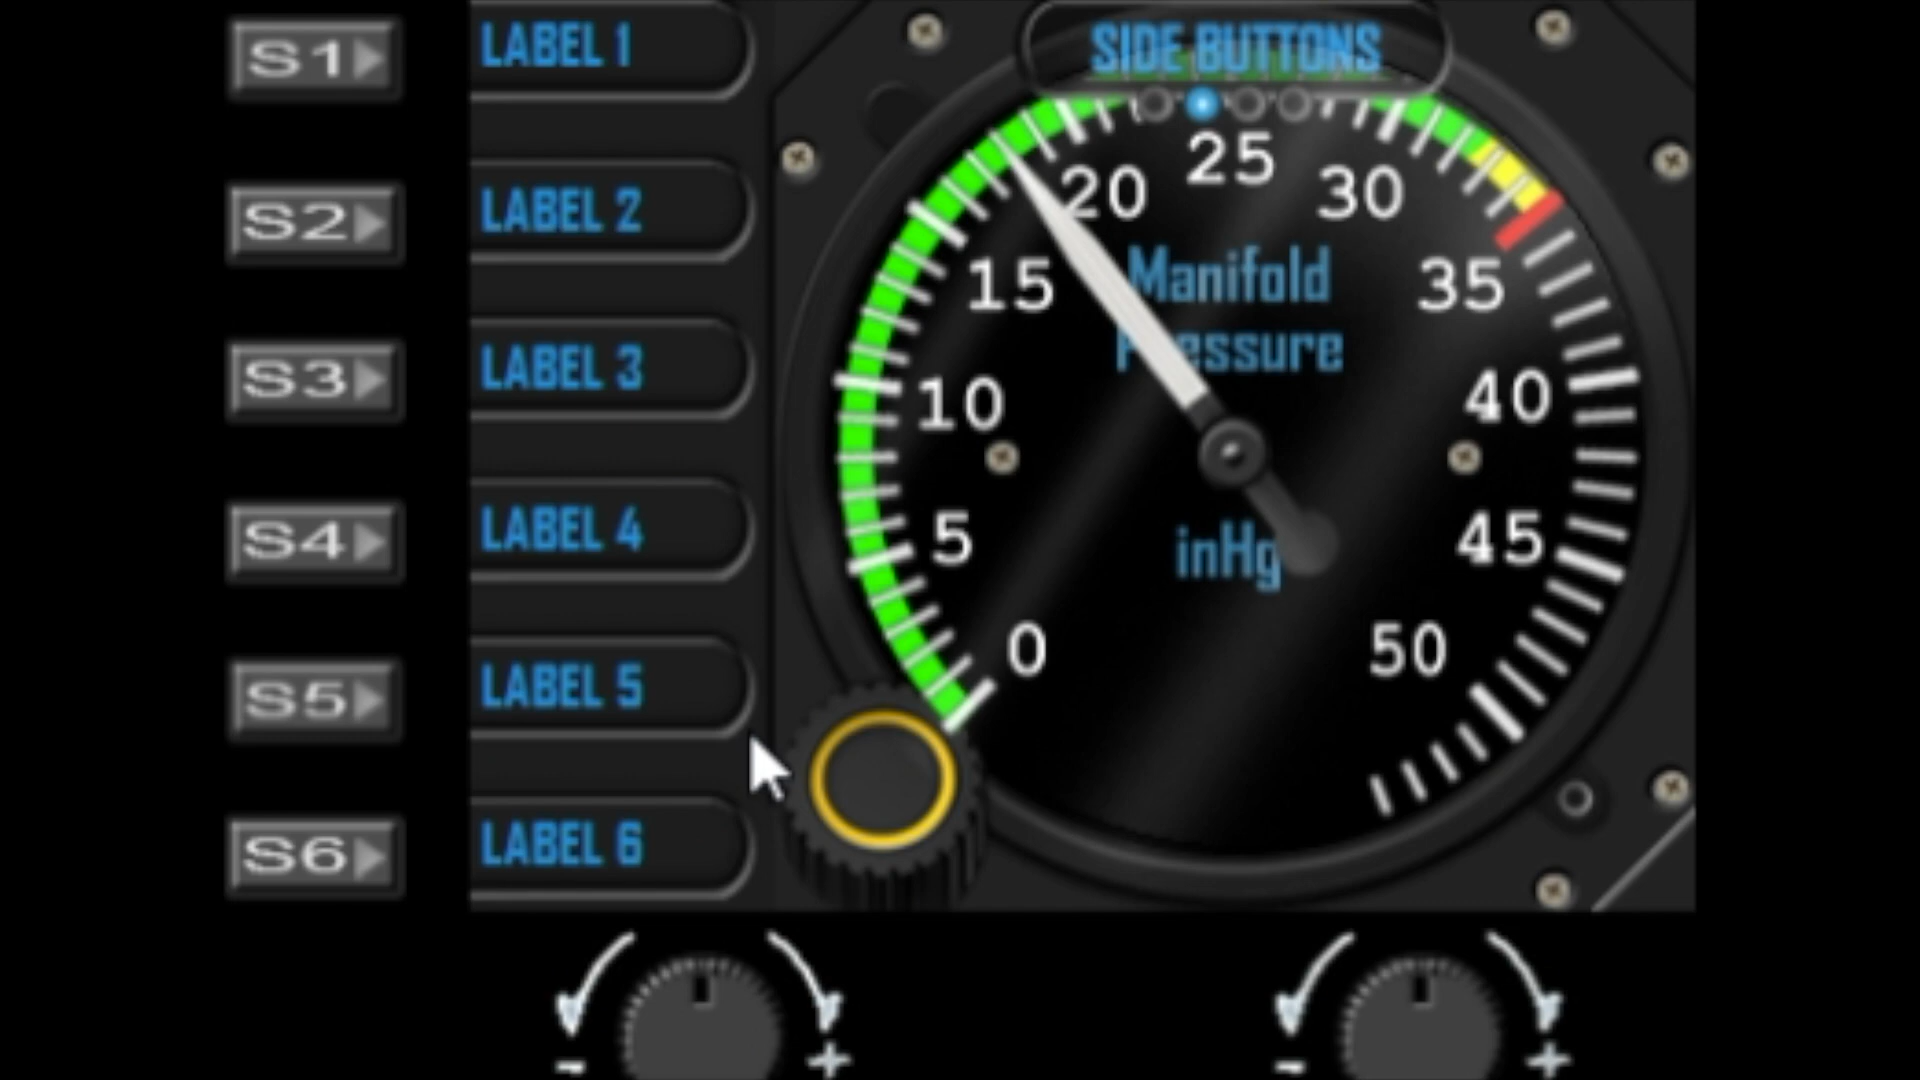 S1 LABEL 1
S2 LABEL 2
S3 LABEL 3
S4 LABEL 4
S5 LABEL 5
S6 LABEL 6
SIDE BUTTONS
25
20
30
15
35
Manifold
Pressure
10
40
5
45
inHg
0
50
- +
- +